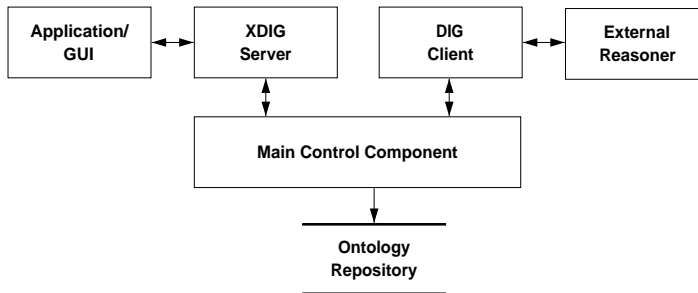 Application/
GUI
XDIG
Server
DIG
Client
External
Reasoner
Main Control Component
Ontology
Repository